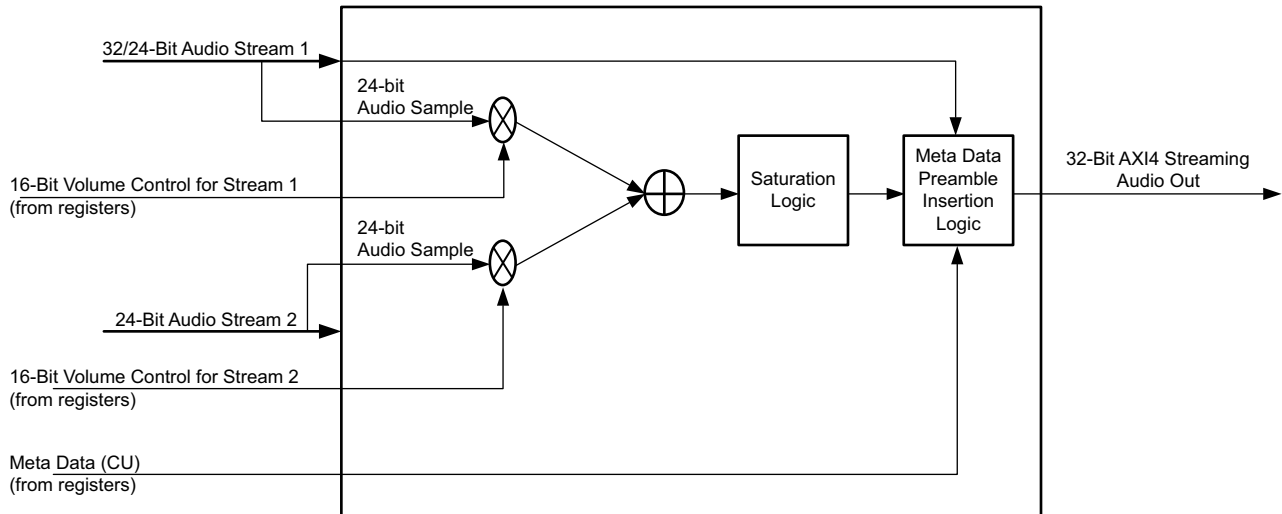 32/24-Bit Audio Stream 1
24-bit
Audio Sample
16-Bit Volume Control for Stream 1
(from registers)
24-bit
Audio Sample
24-Bit Audio Stream 2
16-Bit Volume Control for Stream 2
(from registers)
Meta Data (CU)
(from registers)
Saturation
Logic
Meta Data
Preamble
Insertion
Logic
32-Bit AXI4 Streaming
Audio Out